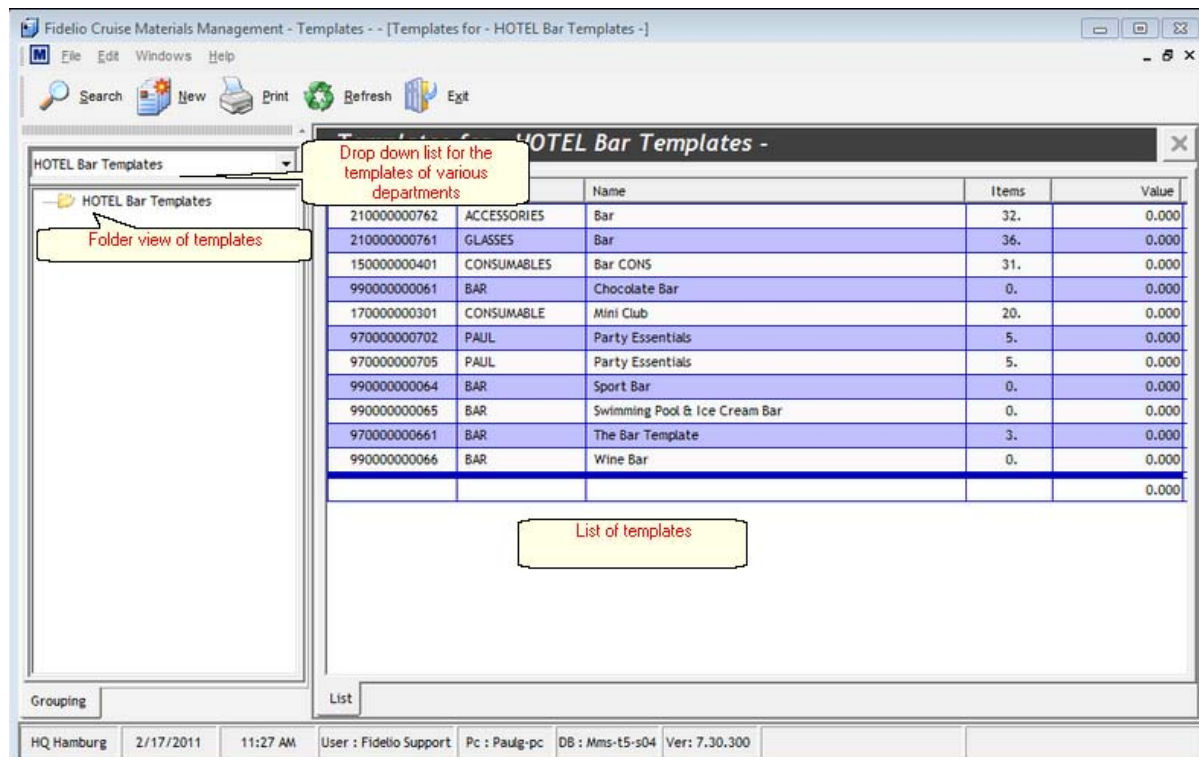 Fidelio Cruise Materials Management - Templates - - [Templates for - HOTEL Bar Templates -]
M File Edit Windows Help
Search New Print Refresh Exit
HOTEL Bar Templates -
HOTEL Bar Templates
Drop down list for the
templates of various
departments
HOTEL Bar Templates
Folder view of templates
Name Items Value
210000000762 ACCESSORIES Bar 32. 0.000
210000000761 GLASSES Bar 36. 0.000
150000000401 CONSUMABLES Bar CONS 31. 0.000
990000000061 BAR Chocolate Bar 0. 0.000
170000000301 CONSUMABLE Mini Club 20. 0.000
970000000702 PAUL Party Essentials 5. 0.000
970000000705 PAUL Party Essentials 5. 0.000
990000000064 BAR Sport Bar 0. 0.000
990000000065 BAR Swimming Pool & Ice Cream Bar 0. 0.000
970000000661 BAR The Bar Template 3. 0.000
990000000066 BAR Wine Bar 0. 0.000
0.000
List of templates
Grouping
List
HQ Hamburg 2/17/2011 11:27 AM User : Fidelio Support Pc : Paulg-pc DB : Mms-t5-s04 Ver: 7.30.300